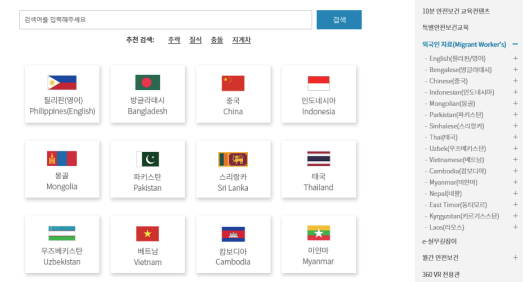 검색어를 입력해주세요
검색
추천 검색: 추락 질식 충돌 지게차
필리핀(영어)
Philippines(English)
방글라데시
Bangladesh
중국
China
인도네시아
Indonesia
몽골
Mongolia
파키스탄
Pakistan
스리랑카
Sri Lanka
태국
Thailand
우즈베키스탄
Uzbekistan
베트남
Vietnam
캄보디아
Cambodia
미얀마
Myanmar
10분 안전보건 교육컨텐츠
특별안전보건교육
외국인 자료(Migrant Worker's) −
- English(필리핀/영어) +
- Bengalese(방글라데시) +
- Chinese(중국) +
- Indonesian(인도네시아) +
- Mongolian(몽골) +
- Parkistan(파키스탄) +
- Sinhalese(스리랑카) +
- Thai(태국) +
- Uzbek(우즈베키스탄) +
- Vietnamese(베트남) +
- Cambodia(캄보디아) +
- Myanmar(미얀마) +
- Nepal(네팔) +
- East Timor(동티모르) +
- Kyrgyzstan(키르기스스탄) +
- Laos(라오스) +
e-실무길잡이
월간 안전보건 +
360 VR 전용관